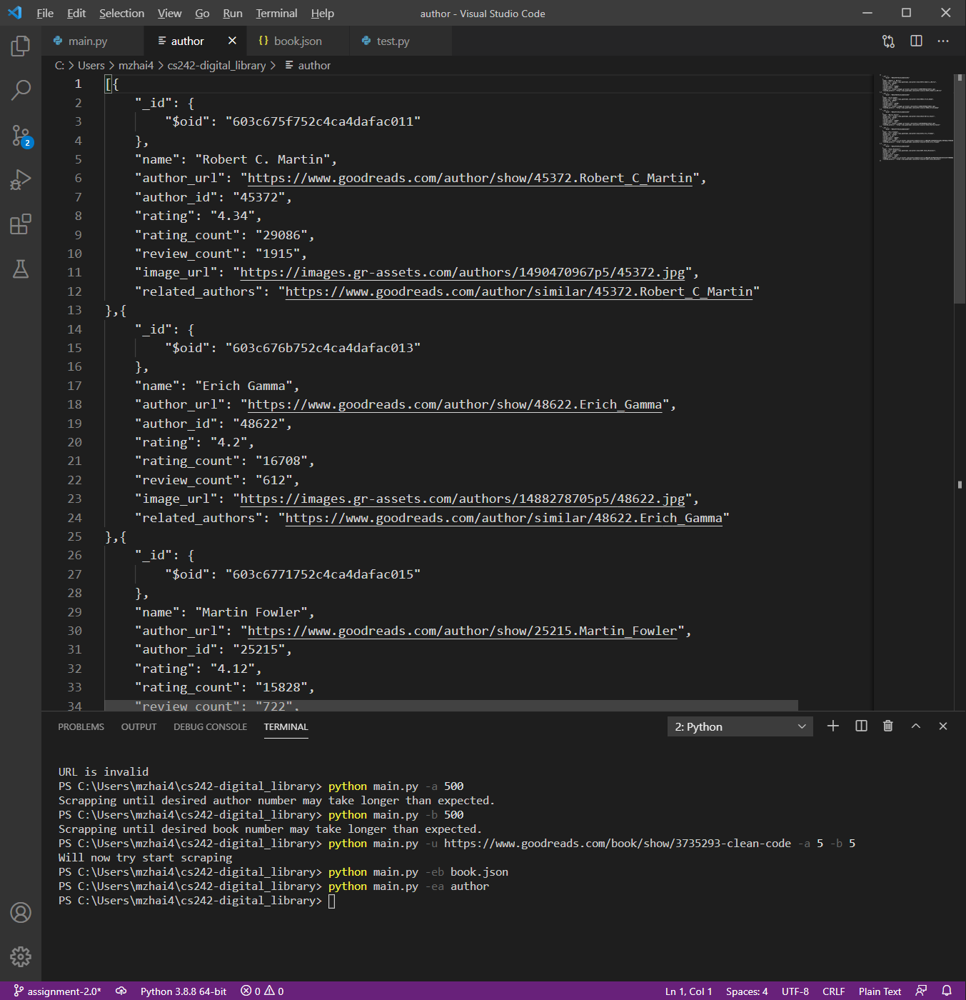 File Edit Selection View Go Run Terminal Help author - Visual Studio Code
main.py author book.json test.py
C: > Users > mzhai4 > cs242-digital_library > author
1 [{
2 "_id": {
3 "$oid": "603c675f752c4ca4dafac011"
4 },
5 "name": "Robert C. Martin",
6 "author_url": "https://www.goodreads.com/author/show/45372.Robert_C_Martin",
7 "author_id": "45372",
8 "rating": "4.34",
9 "rating_count": "29086",
10 "review_count": "1915",
11 "image_url": "https://images.gr-assets.com/authors/1490470967p5/45372.jpg",
12 "related_authors": "https://www.goodreads.com/author/similar/45372.Robert_C_Martin"
13 },{
14 "_id": {
15 "$oid": "603c676b752c4ca4dafac013"
16 },
17 "name": "Erich Gamma",
18 "author_url": "https://www.goodreads.com/author/show/48622.Erich_Gamma",
19 "author_id": "48622",
20 "rating": "4.2",
21 "rating_count": "16708",
22 "review_count": "612",
23 "image_url": "https://images.gr-assets.com/authors/1488278705p5/48622.jpg",
24 "related_authors": "https://www.goodreads.com/author/similar/48622.Erich_Gamma"
25 },{
26 "_id": {
27 "$oid": "603c6771752c4ca4dafac015"
28 },
29 "name": "Martin Fowler",
30 "author_url": "https://www.goodreads.com/author/show/25215.Martin_Fowler",
31 "author_id": "25215",
32 "rating": "4.12",
33 "rating_count": "15828",
34 "review_count": "722",
2
PROBLEMS OUTPUT DEBUG CONSOLE TERMINAL 2: Python
URL is invalid
PS C:\Users\mzhai4\cs242-digital_library> python main.py -a 500
Scrapping until desired author number may take longer than expected.
PS C:\Users\mzhai4\cs242-digital_library> python main.py -b 500
Scrapping until desired book number may take longer than expected.
PS C:\Users\mzhai4\cs242-digital_library> python main.py -u https://www.goodreads.com/book/show/3735293-clean-code -a 5 -b 5
Will now try start scraping
PS C:\Users\mzhai4\cs242-digital_library> python main.py -eb book.json
PS C:\Users\mzhai4\cs242-digital_library> python main.py -ea author
PS C:\Users\mzhai4\cs242-digital_library>
assignment-2.0* Python 3.8.8 64-bit 0 0 Ln 1, Col 1 Spaces: 4 UTF-8 CRLF Plain Text